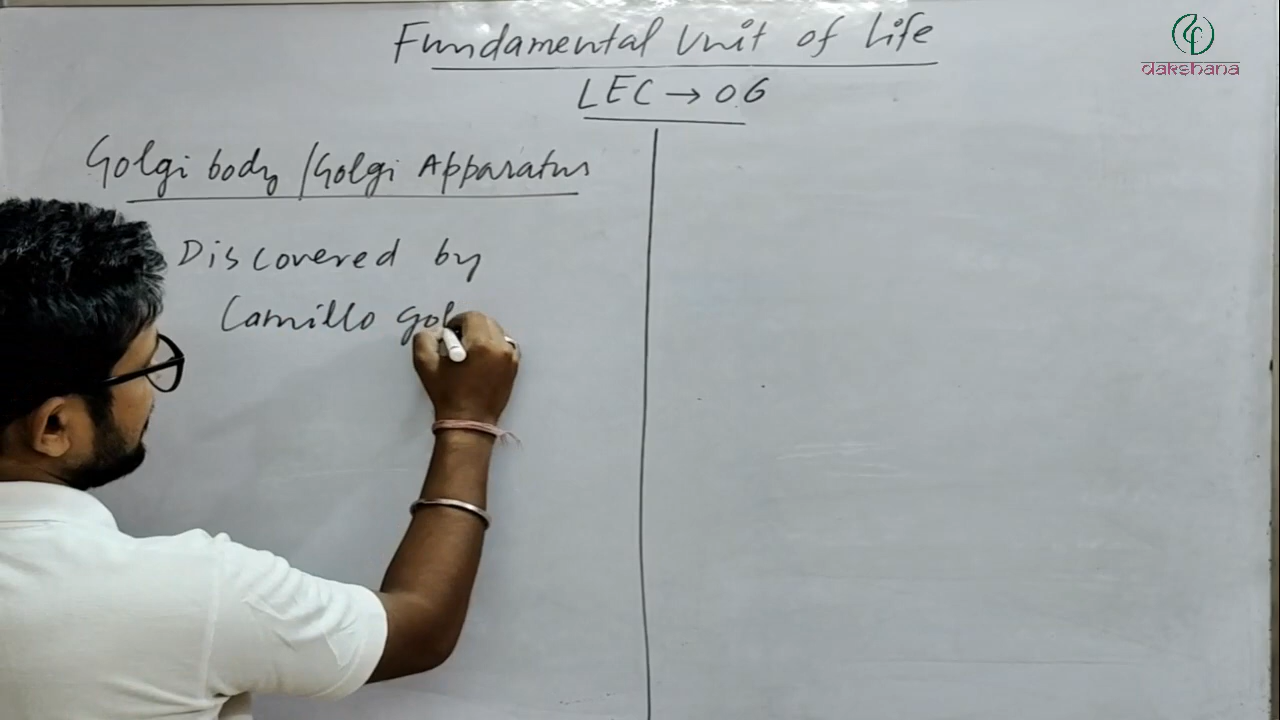 Fundamental Unit of Life
dakshana
LEC → 06
Golgi body / Golgi Apparatus
Discovered by
Camillo Gol